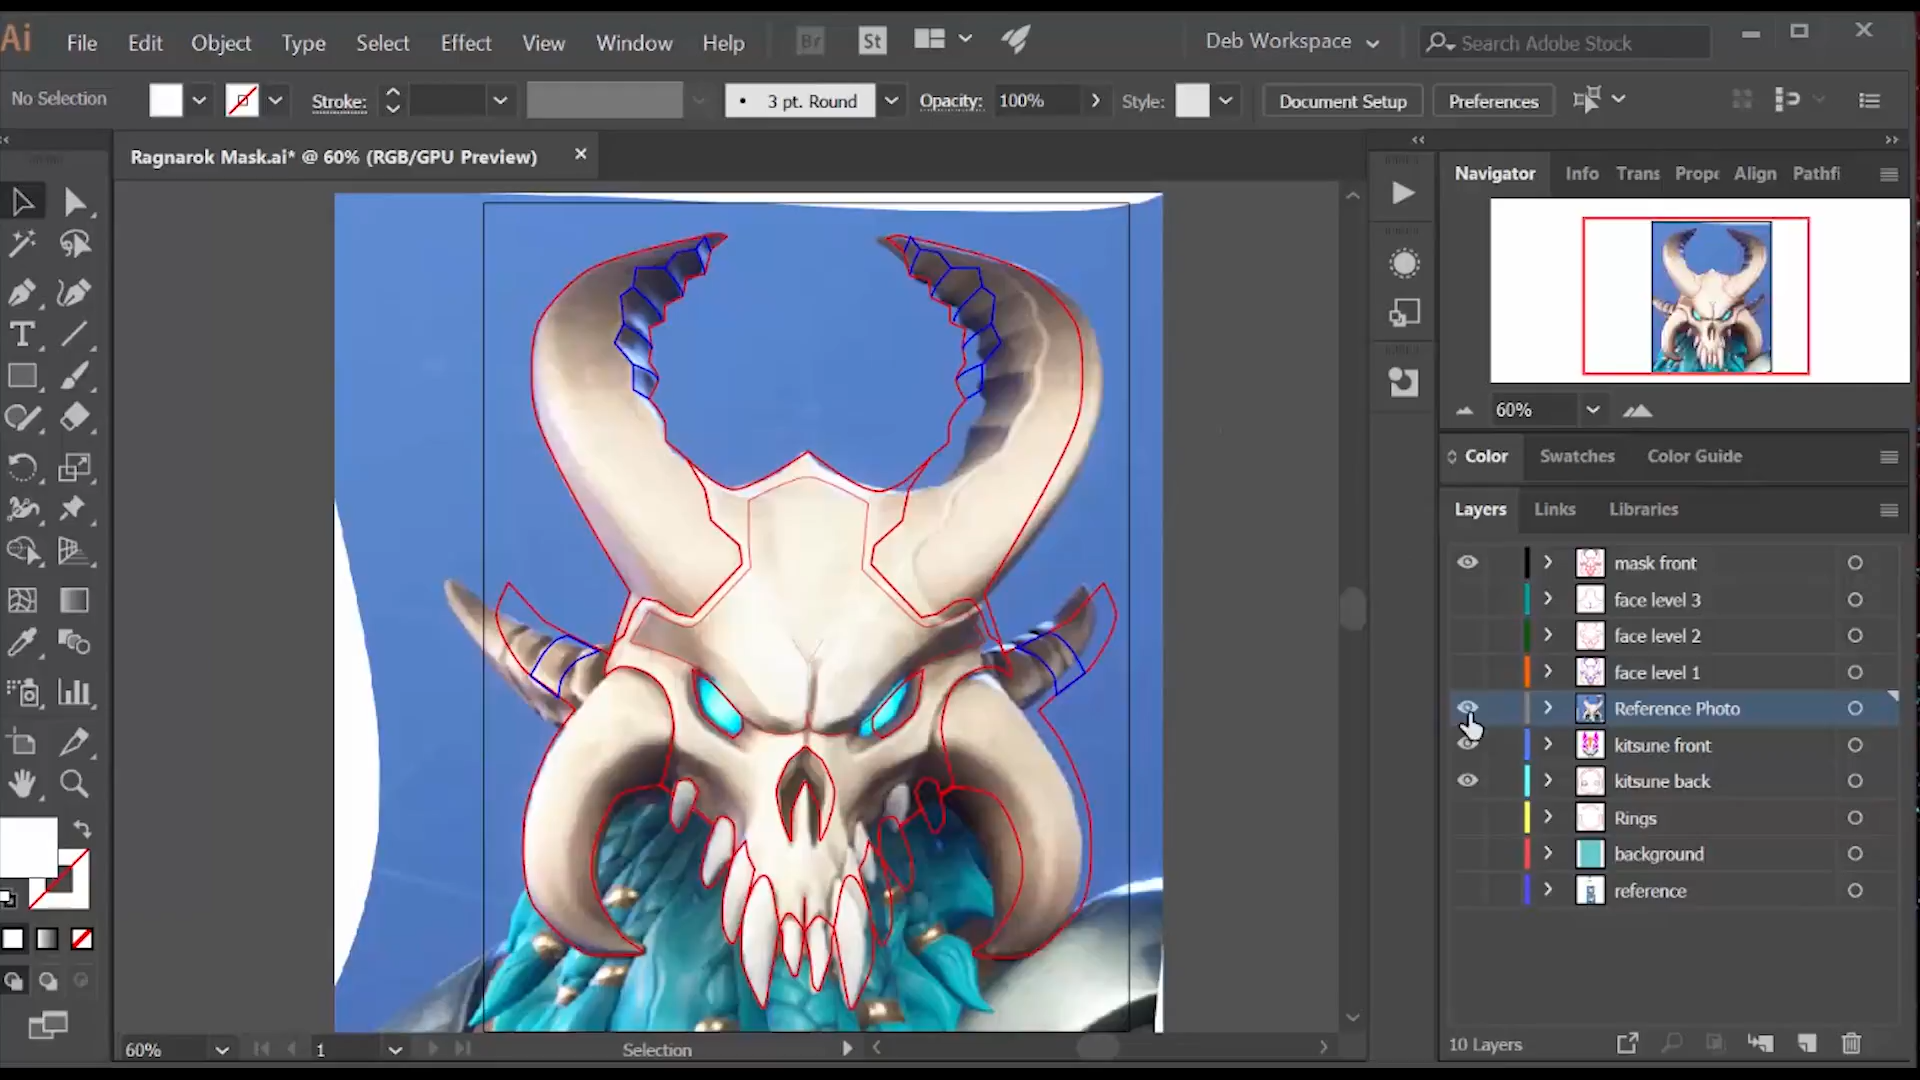 Ai File Edit Object Type Select Effect View Window Help Br St Deb Workspace Search Adobe Stock
No Selection Stroke: 3 pt. Round Opacity: 100% Style: Document Setup Preferences
Ragnarok Mask.ai* @ 60% (RGB/GPU Preview)
Navigator Info Trans Prope Align Pathfi
60%
Color Swatches Color Guide
Layers Links Libraries
mask front
face level 3
face level 2
face level 1
Reference Photo
kitsune front
kitsune back
Rings
background
reference
10 Layers
60% 1 Selection